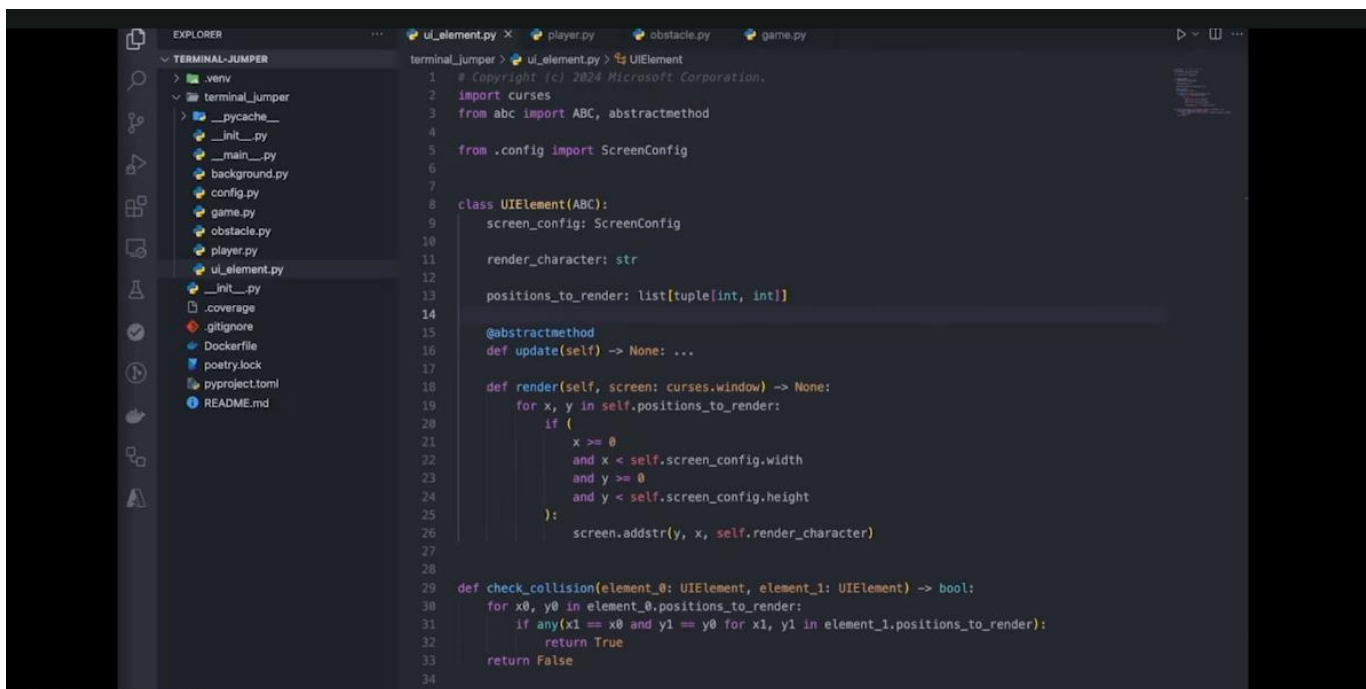 EXPLORER
TERMINAL-JUMPER
.venv
terminal_jumper
__pycache__
__init__.py
__main__.py
background.py
config.py
game.py
obstacle.py
player.py
ui_element.py
__init__.py
.coverage
.gitignore
Dockerfile
poetry.lock
pyproject.toml
README.md
ui_element.py × player.py obstacle.py game.py
terminal_jumper > ui_element.py > UIElement
1 # Copyright (c) 2024 Microsoft Corporation.
2 import curses
3 from abc import ABC, abstractmethod
4
5 from .config import ScreenConfig
6
7
8 class UIElement(ABC):
9     screen_config: ScreenConfig
10
11     render_character: str
12
13     positions_to_render: list[tuple[int, int]]
14
15     @abstractmethod
16     def update(self) -> None: ...
17
18     def render(self, screen: curses.window) -> None:
19         for x, y in self.positions_to_render:
20             if (
21                 x >= 0
22                 and x < self.screen_config.width
23                 and y >= 0
24                 and y < self.screen_config.height
25             ):
26                 screen.addstr(y, x, self.render_character)
27
28
29 def check_collision(element_0: UIElement, element_1: UIElement) -> bool:
30     for x0, y0 in element_0.positions_to_render:
31         if any(x1 == x0 and y1 == y0 for x1, y1 in element_1.positions_to_render):
32             return True
33     return False
34